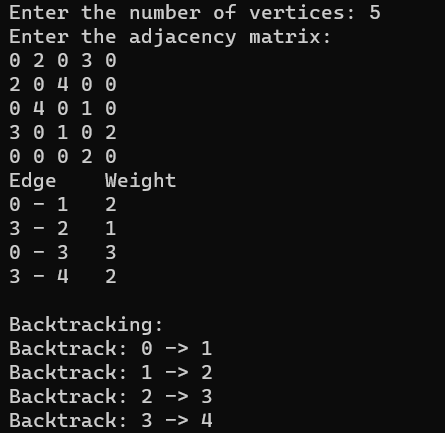 Enter the number of vertices: 5
Enter the adjacency matrix:
0 2 0 3 0
2 0 4 0 0
0 4 0 1 0
3 0 1 0 2
0 0 0 2 0
Edge    Weight
0 - 1   2
3 - 2   1
0 - 3   3
3 - 4   2

Backtracking:
Backtrack: 0 -> 1
Backtrack: 1 -> 2
Backtrack: 2 -> 3
Backtrack: 3 -> 4